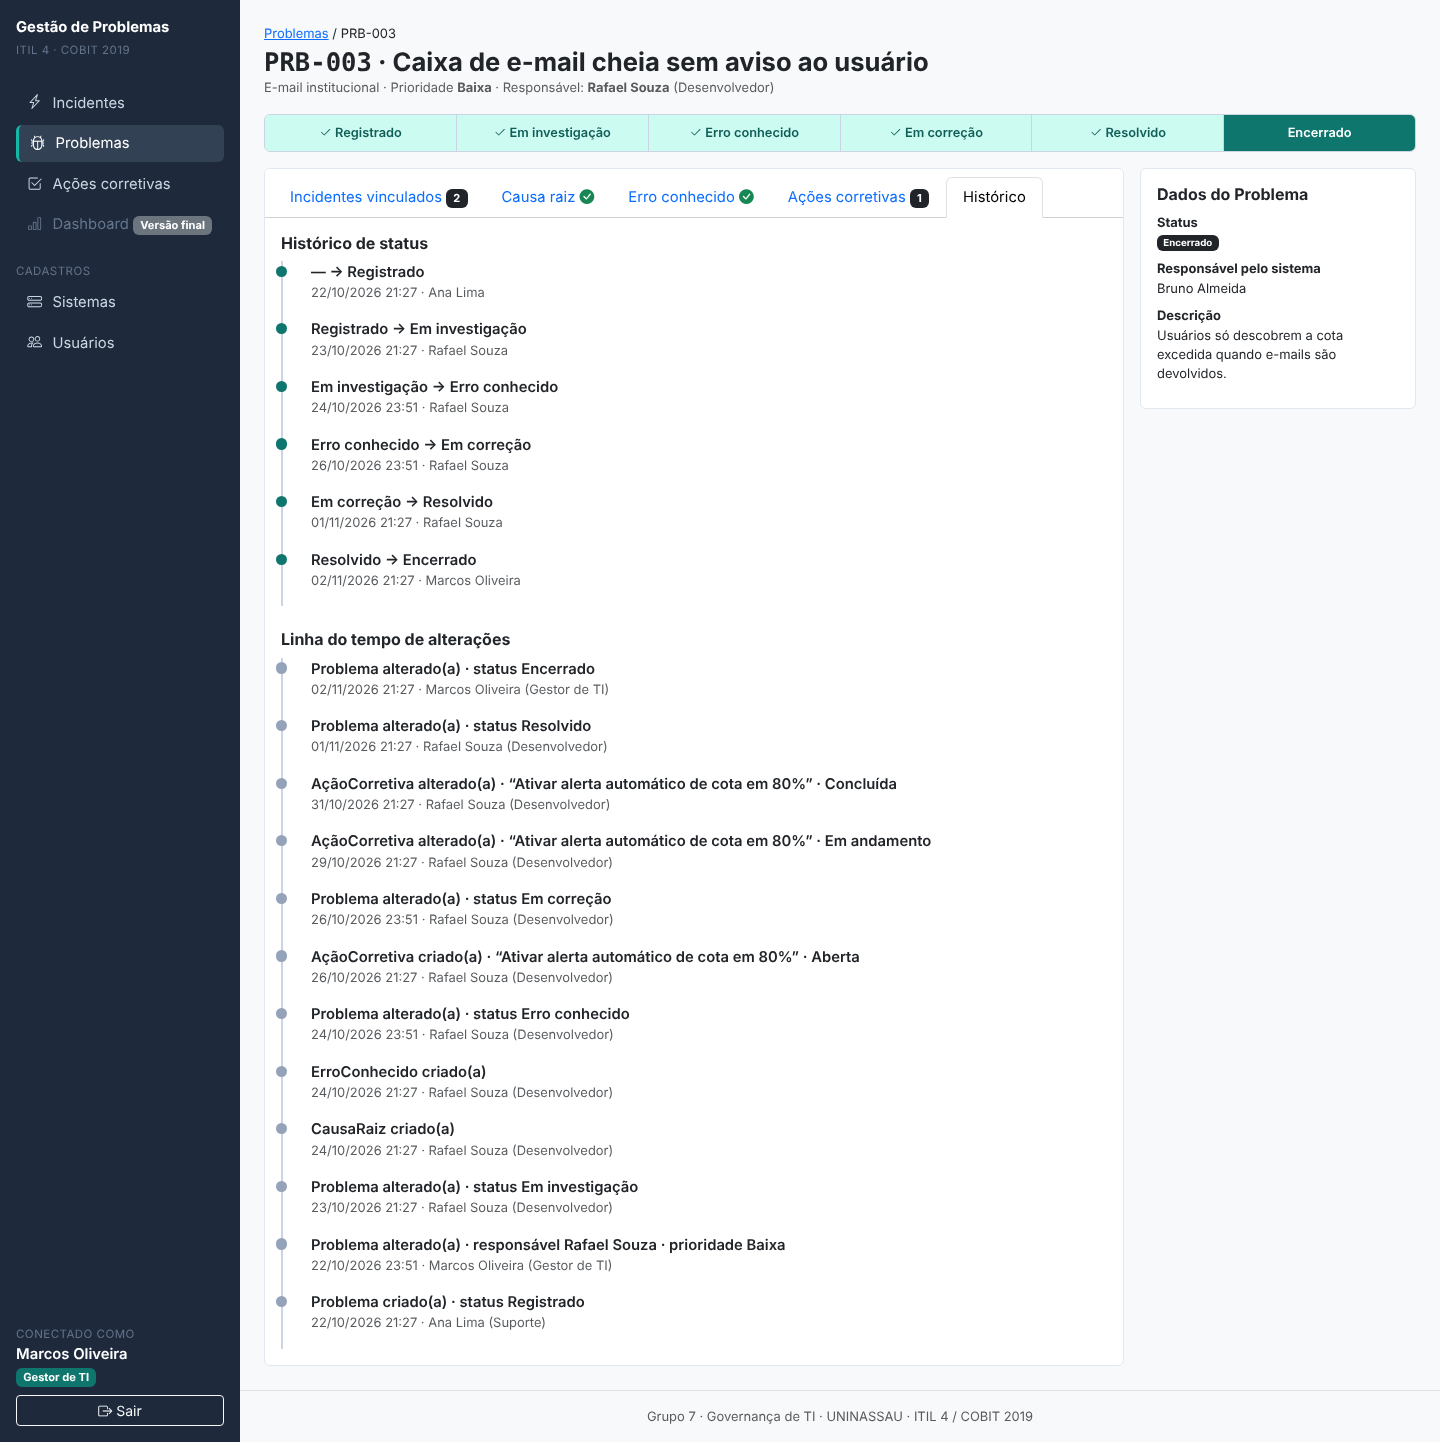 Gestão de Problemas
ITIL 4 · COBIT 2019
Incidentes
Problemas
Ações corretivas
Dashboard Versão final
CADASTROS
Sistemas
Usuários
CONECTADO COMO
Marcos Oliveira
Gestor de TI
Sair
Problemas / PRB-003
PRB-003 · Caixa de e-mail cheia sem aviso ao usuário
E-mail institucional · Prioridade Baixa · Responsável: Rafael Souza (Desenvolvedor)
Registrado Em investigação Erro conhecido Em correção Resolvido Encerrado
Incidentes vinculados 2 Causa raiz Erro conhecido Ações corretivas 1 Histórico
Histórico de status
— → Registrado
22/10/2026 21:27 · Ana Lima
Registrado → Em investigação
23/10/2026 21:27 · Rafael Souza
Em investigação → Erro conhecido
24/10/2026 23:51 · Rafael Souza
Erro conhecido → Em correção
26/10/2026 23:51 · Rafael Souza
Em correção → Resolvido
01/11/2026 21:27 · Rafael Souza
Resolvido → Encerrado
02/11/2026 21:27 · Marcos Oliveira
Linha do tempo de alterações
Problema alterado(a) · status Encerrado
02/11/2026 21:27 · Marcos Oliveira (Gestor de TI)
Problema alterado(a) · status Resolvido
01/11/2026 21:27 · Rafael Souza (Desenvolvedor)
AçãoCorretiva alterado(a) · “Ativar alerta automático de cota em 80%” · Concluída
31/10/2026 21:27 · Rafael Souza (Desenvolvedor)
AçãoCorretiva alterado(a) · “Ativar alerta automático de cota em 80%” · Em andamento
29/10/2026 21:27 · Rafael Souza (Desenvolvedor)
Problema alterado(a) · status Em correção
26/10/2026 23:51 · Rafael Souza (Desenvolvedor)
AçãoCorretiva criado(a) · “Ativar alerta automático de cota em 80%” · Aberta
26/10/2026 21:27 · Rafael Souza (Desenvolvedor)
Problema alterado(a) · status Erro conhecido
24/10/2026 23:51 · Rafael Souza (Desenvolvedor)
ErroConhecido criado(a)
24/10/2026 21:27 · Rafael Souza (Desenvolvedor)
CausaRaiz criado(a)
24/10/2026 21:27 · Rafael Souza (Desenvolvedor)
Problema alterado(a) · status Em investigação
23/10/2026 21:27 · Rafael Souza (Desenvolvedor)
Problema alterado(a) · responsável Rafael Souza · prioridade Baixa
22/10/2026 23:51 · Marcos Oliveira (Gestor de TI)
Problema criado(a) · status Registrado
22/10/2026 21:27 · Ana Lima (Suporte)
Dados do Problema
Status
Encerrado
Responsável pelo sistema
Bruno Almeida
Descrição
Usuários só descobrem a cota
excedida quando e-mails são
devolvidos.
Grupo 7 · Governança de TI · UNINASSAU · ITIL 4 / COBIT 2019